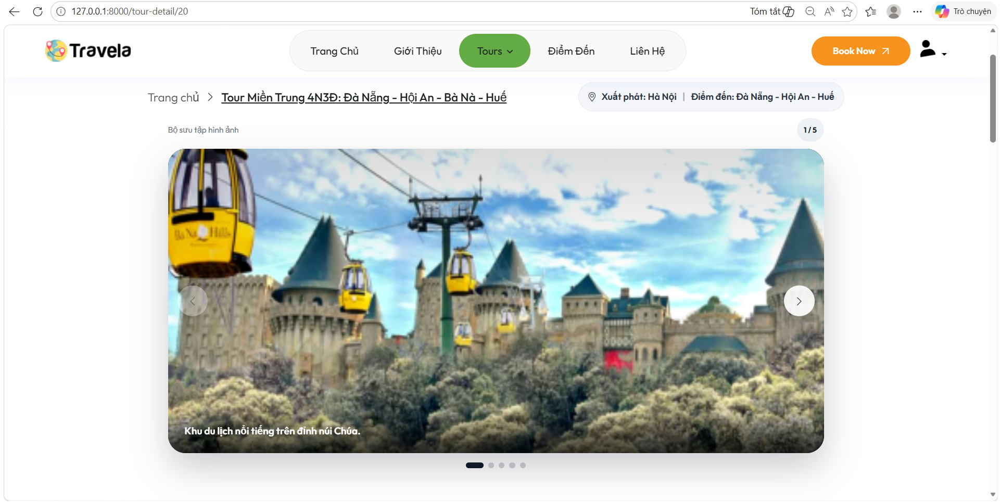 127.0.0.1:8000/tour-detail/20
Tóm tắt
Trò chuyện
Travela
Trang Chủ
Giới Thiệu
Tours
Điểm Đến
Liên Hệ
Book Now
Trang chủ
Tour Miền Trung 4N3Đ: Đà Nẵng - Hội An - Bà Nà - Huế
Xuất phát: Hà Nội | Điểm đến: Đà Nẵng - Hội An - Huế
Bộ sưu tập hình ảnh
1 / 5
Bà Nà Hills
Khu du lịch nổi tiếng trên đỉnh núi Chúa.